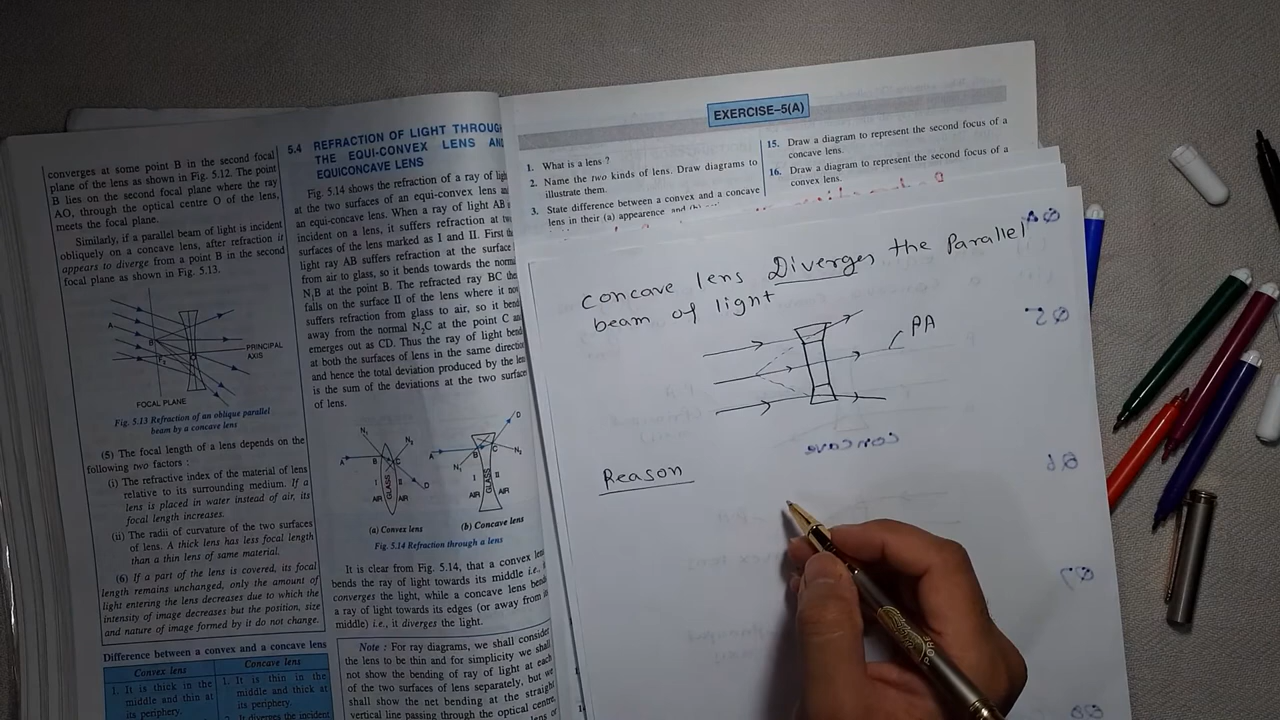 converges at some point B in the second focal
plane of the lens as shown in Fig. 5.12. The point
B lies on the second focal plane where the ray
AO, through the optical centre O of the lens,
meets the focal plane.
Similarly, if a parallel beam of light is incident
obliquely on a concave lens, after refraction it
appears to diverge from a point B in the second
focal plane as shown in Fig. 5.13.
A
B
PRINCIPAL
AXIS
FOCAL PLANE
Fig. 5.13 Refraction of an oblique parallel
beam by a concave lens
(5) The focal length of a lens depends on the
following two factors :
(i) The refractive index of the material of lens
relative to its surrounding medium. If a
lens is placed in water instead of air, its
focal length increases.
(ii) The radii of curvature of the two surfaces
of lens. A thick lens has less focal length
than a thin lens of same material.
(6) If a part of the lens is covered, its focal
length remains unchanged, only the amount of
light entering the lens decreases due to which the
intensity of image decreases but the position, size
and nature of image formed by it do not change.
Difference between a convex and a concave lens
Convex lens Concave lens
1. It is thick in the 1. It is thin in the
middle and thin at middle and thick at
its periphery. its periphery.
It diverges the incident
5.4 REFRACTION OF LIGHT THROUGH
THE EQUI-CONVEX LENS AND
EQUICONCAVE LENS
Fig. 5.14 shows the refraction of a ray of
at the two surfaces of an equi-convex lens
an equi-concave lens. When a ray of light AB
incident on a lens, it suffers refraction at
surfaces of the lens marked as I and II. First
light ray AB suffers refraction at the surface
from air to glass, so it bends towards the
N₁B at the point B. The refracted ray BC
falls on the surface II of the lens where it
suffers refraction from glass to air, so it
away from the normal N₂C at the point C
emerges out as CD. Thus the ray of light
at both the surfaces of lens in the same
and hence the total deviation produced by the
is the sum of the deviations at the two
of lens.
N₁ N₂
A B C D
I II
GLASS
AIR AIR
(a) Convex lens
A B C D
N₁ N₂
I II
GLASS
AIR AIR
(b) Concave lens
Fig. 5.14 Refraction through a lens
It is clear from Fig. 5.14, that a convex
bends the ray of light towards its middle i.e.,
converges the light, while a concave lens
a ray of light towards its edges (or away from
middle) i.e., it diverges the light.
Note : For ray diagrams, we shall consider
the lens to be thin and for simplicity we shall
not show the bending of ray of light at each
of the two surfaces of lens separately, but we
shall show the net bending at the straight
vertical line passing through the optical centre,
EXERCISE–5(A)
1. What is a lens ?
2. Name the two kinds of lens. Draw diagrams to
illustrate them.
3. State difference between a convex and a concave
lens in their (a) appearence and
15. Draw a diagram to represent the second focus of a
concave lens.
16. Draw a diagram to represent the second focus of a
convex lens.
concave lens Diverges the Parallel
beam of light
PA
Reason
PORO